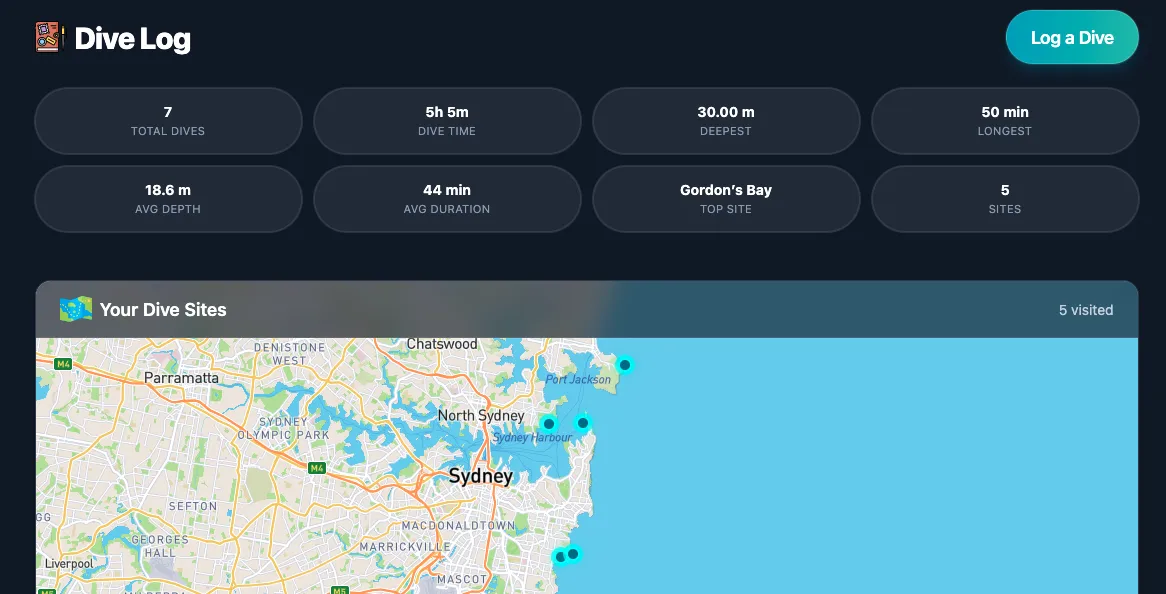 Dive Log
Log a Dive
7
TOTAL DIVES
5h 5m
DIVE TIME
30.00 m
DEEPEST
50 min
LONGEST
18.6 m
AVG DEPTH
44 min
AVG DURATION
Gordon's Bay
TOP SITE
5
SITES
Your Dive Sites
5 visited
Chatswood
DENISTONE
WEST
M4
Parramatta
Port Jackson
North Sydney
SYDNEY
OLYMPIC PARK
Sydney Harbour
M4
Sydney
SEFTON
GG
MACDONALDTOWN
GEORGES
HALL
MARRICKVILLE
Liverpool
MASCOT
M5
M5